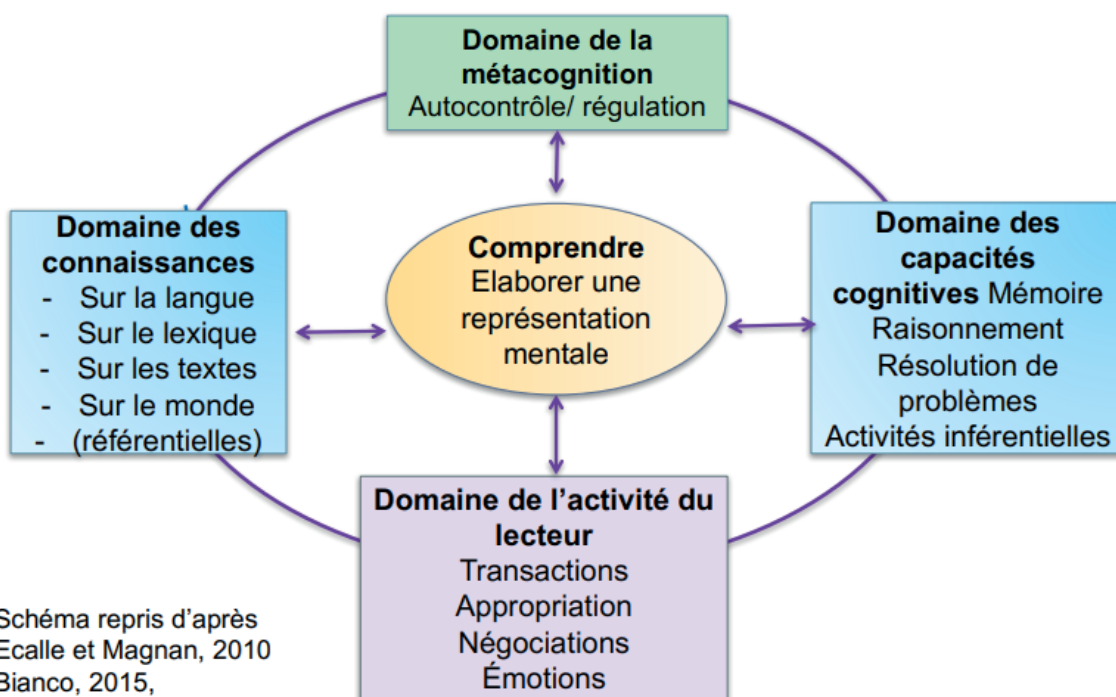 Domaine de la
métacognition
Autocontrôle/ régulation
Domaine des
connaissances
- Sur la langue
- Sur le lexique
- Sur les textes
- Sur le monde
- (référentielles)
Comprendre
Elaborer une
représentation
mentale
Domaine des
capacités
cognitives Mémoire
Raisonnement
Résolution de
problèmes
Activités inférentielles
Domaine de l'activité du
lecteur
Transactions
Appropriation
Négociations
Émotions
Schéma repris d'après
Ecalle et Magnan, 2010
Bianco, 2015,